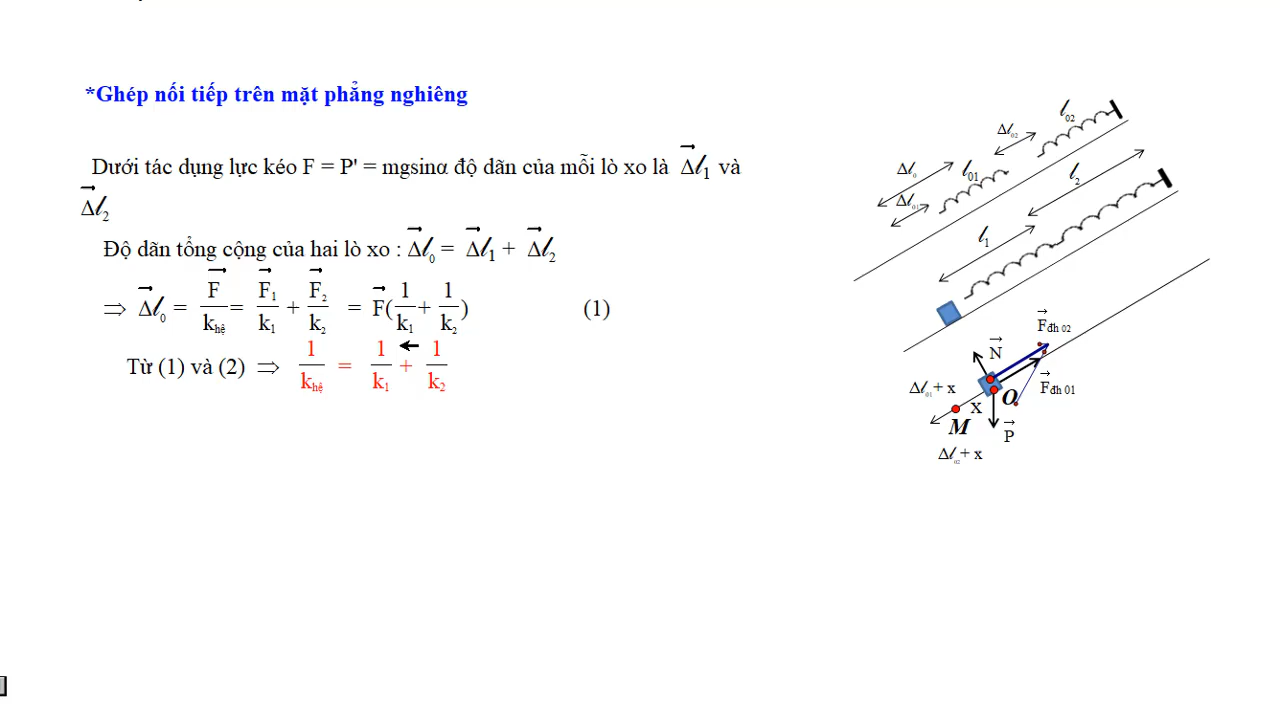 *Ghép nối tiếp trên mặt phẳng nghiêng
Dưới tác dụng lực kéo F = P' = mgsinα độ dãn của mỗi lò xo là Δl₁ và
Δl₂
Độ dãn tổng cộng của hai lò xo : Δl₀ = Δl₁ + Δl₂
⇒ Δl₀ = F/k_hệ = F₁/k₁ + F₂/k₂ = F(1/k₁ + 1/k₂) (1)
Từ (1) và (2) ⇒ 1/k_hệ = 1/k₁ + 1/k₂
l₀₂
Δl₀₂
Δl₀
l₀₁
Δl₀₁
l₂
l₁
Fđh 02
N
Fđh 01
Δl₀₁ + x
O
x
M
P
Δl₀₂ + x